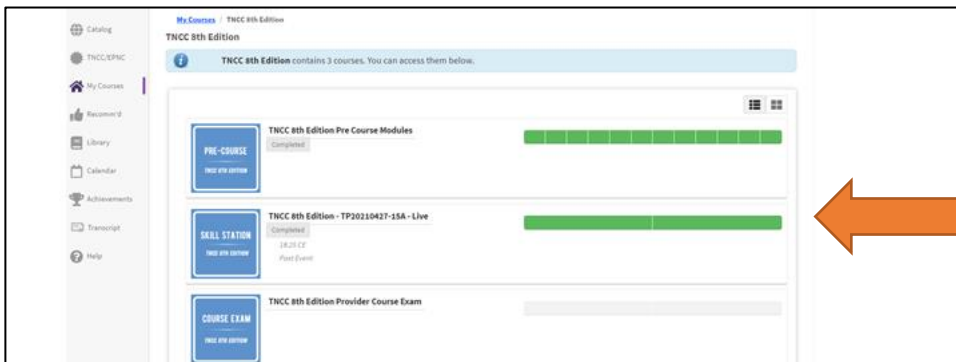 My Courses / TNCC 8th Edition
TNCC 8th Edition
TNCC 8th Edition contains 3 courses. You can access them below.
Catalog
TNCC/EPNC
My Courses
Recomm'd
Library
Calendar
Achievements
Transcript
Help
PRE-COURSE
TNCC 8TH EDITION
TNCC 8th Edition Pre Course Modules
Completed
SKILL STATION
TNCC 8TH EDITION
TNCC 8th Edition - TP20210427-15A - Live
Completed
18.25 CE
Post Event
COURSE EXAM
TNCC 8TH EDITION
TNCC 8th Edition Provider Course Exam